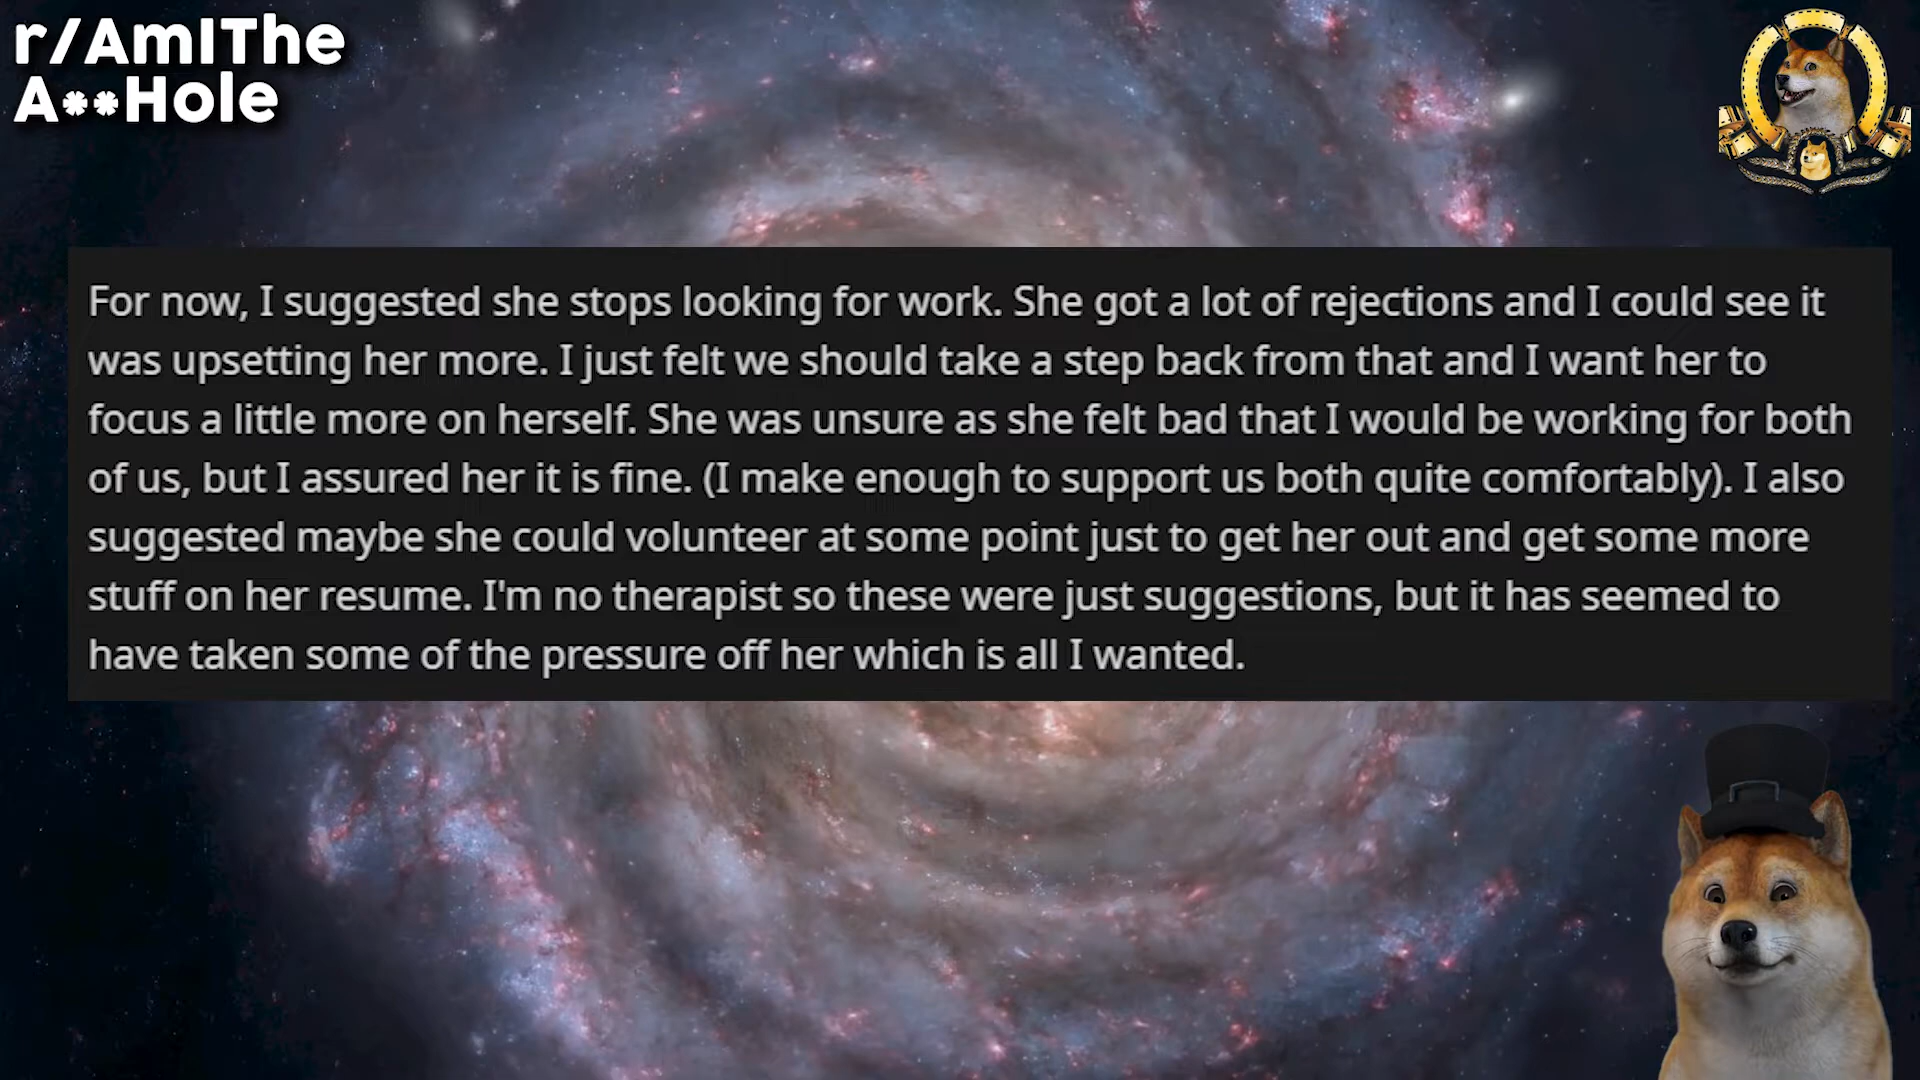 r/AmIThe
A**Hole
For now, I suggested she stops looking for work. She got a lot of rejections and I could see it
was upsetting her more. I just felt we should take a step back from that and I want her to
focus a little more on herself. She was unsure as she felt bad that I would be working for both
of us, but I assured her it is fine. (I make enough to support us both quite comfortably). I also
suggested maybe she could volunteer at some point just to get her out and get some more
stuff on her resume. I'm no therapist so these were just suggestions, but it has seemed to
have taken some of the pressure off her which is all I wanted.